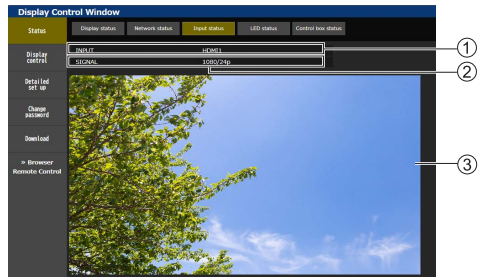 Display Control Window
Status
Display status
Network status
Input status
LED status
Control box status
INPUT HDMI1
SIGNAL 1080/24p
Display
control
Detailed
set up
Change
password
Download
» Browser
Remote Control
1
2
3